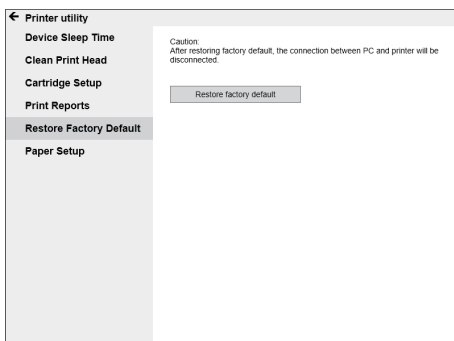 Printer utility
Device Sleep Time
Clean Print Head
Cartridge Setup
Print Reports
Restore Factory Default
Paper Setup
Caution:
After restoring factory default, the connection between PC and printer will be
disconnected.
Restore factory default